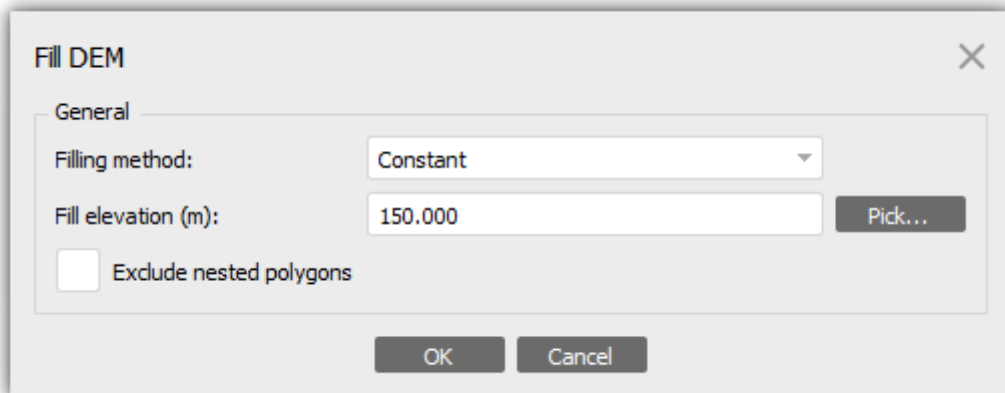 Fill DEM
General
Filling method: Constant
Fill elevation (m): 150.000 Pick...
Exclude nested polygons
OK Cancel